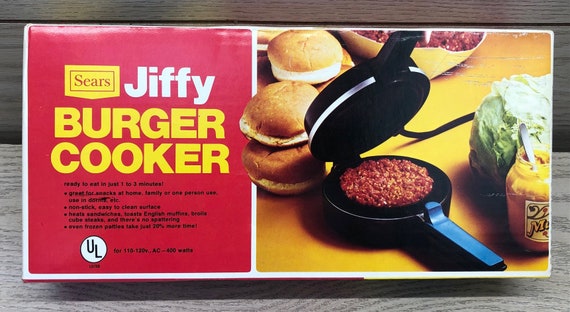 Sears
Jiffy
BURGER
COOKER
ready to eat in just 1 to 3 minutes!
• great for snacks at home, family or one person use,
use in dorms, etc.
• non-stick, easy to clean surface
• heats sandwiches, toasts English muffins, broils
cube steaks, and there's no spattering
• even frozen patties take just 20% more time!
UL
for 110-120v., AC—400 watts